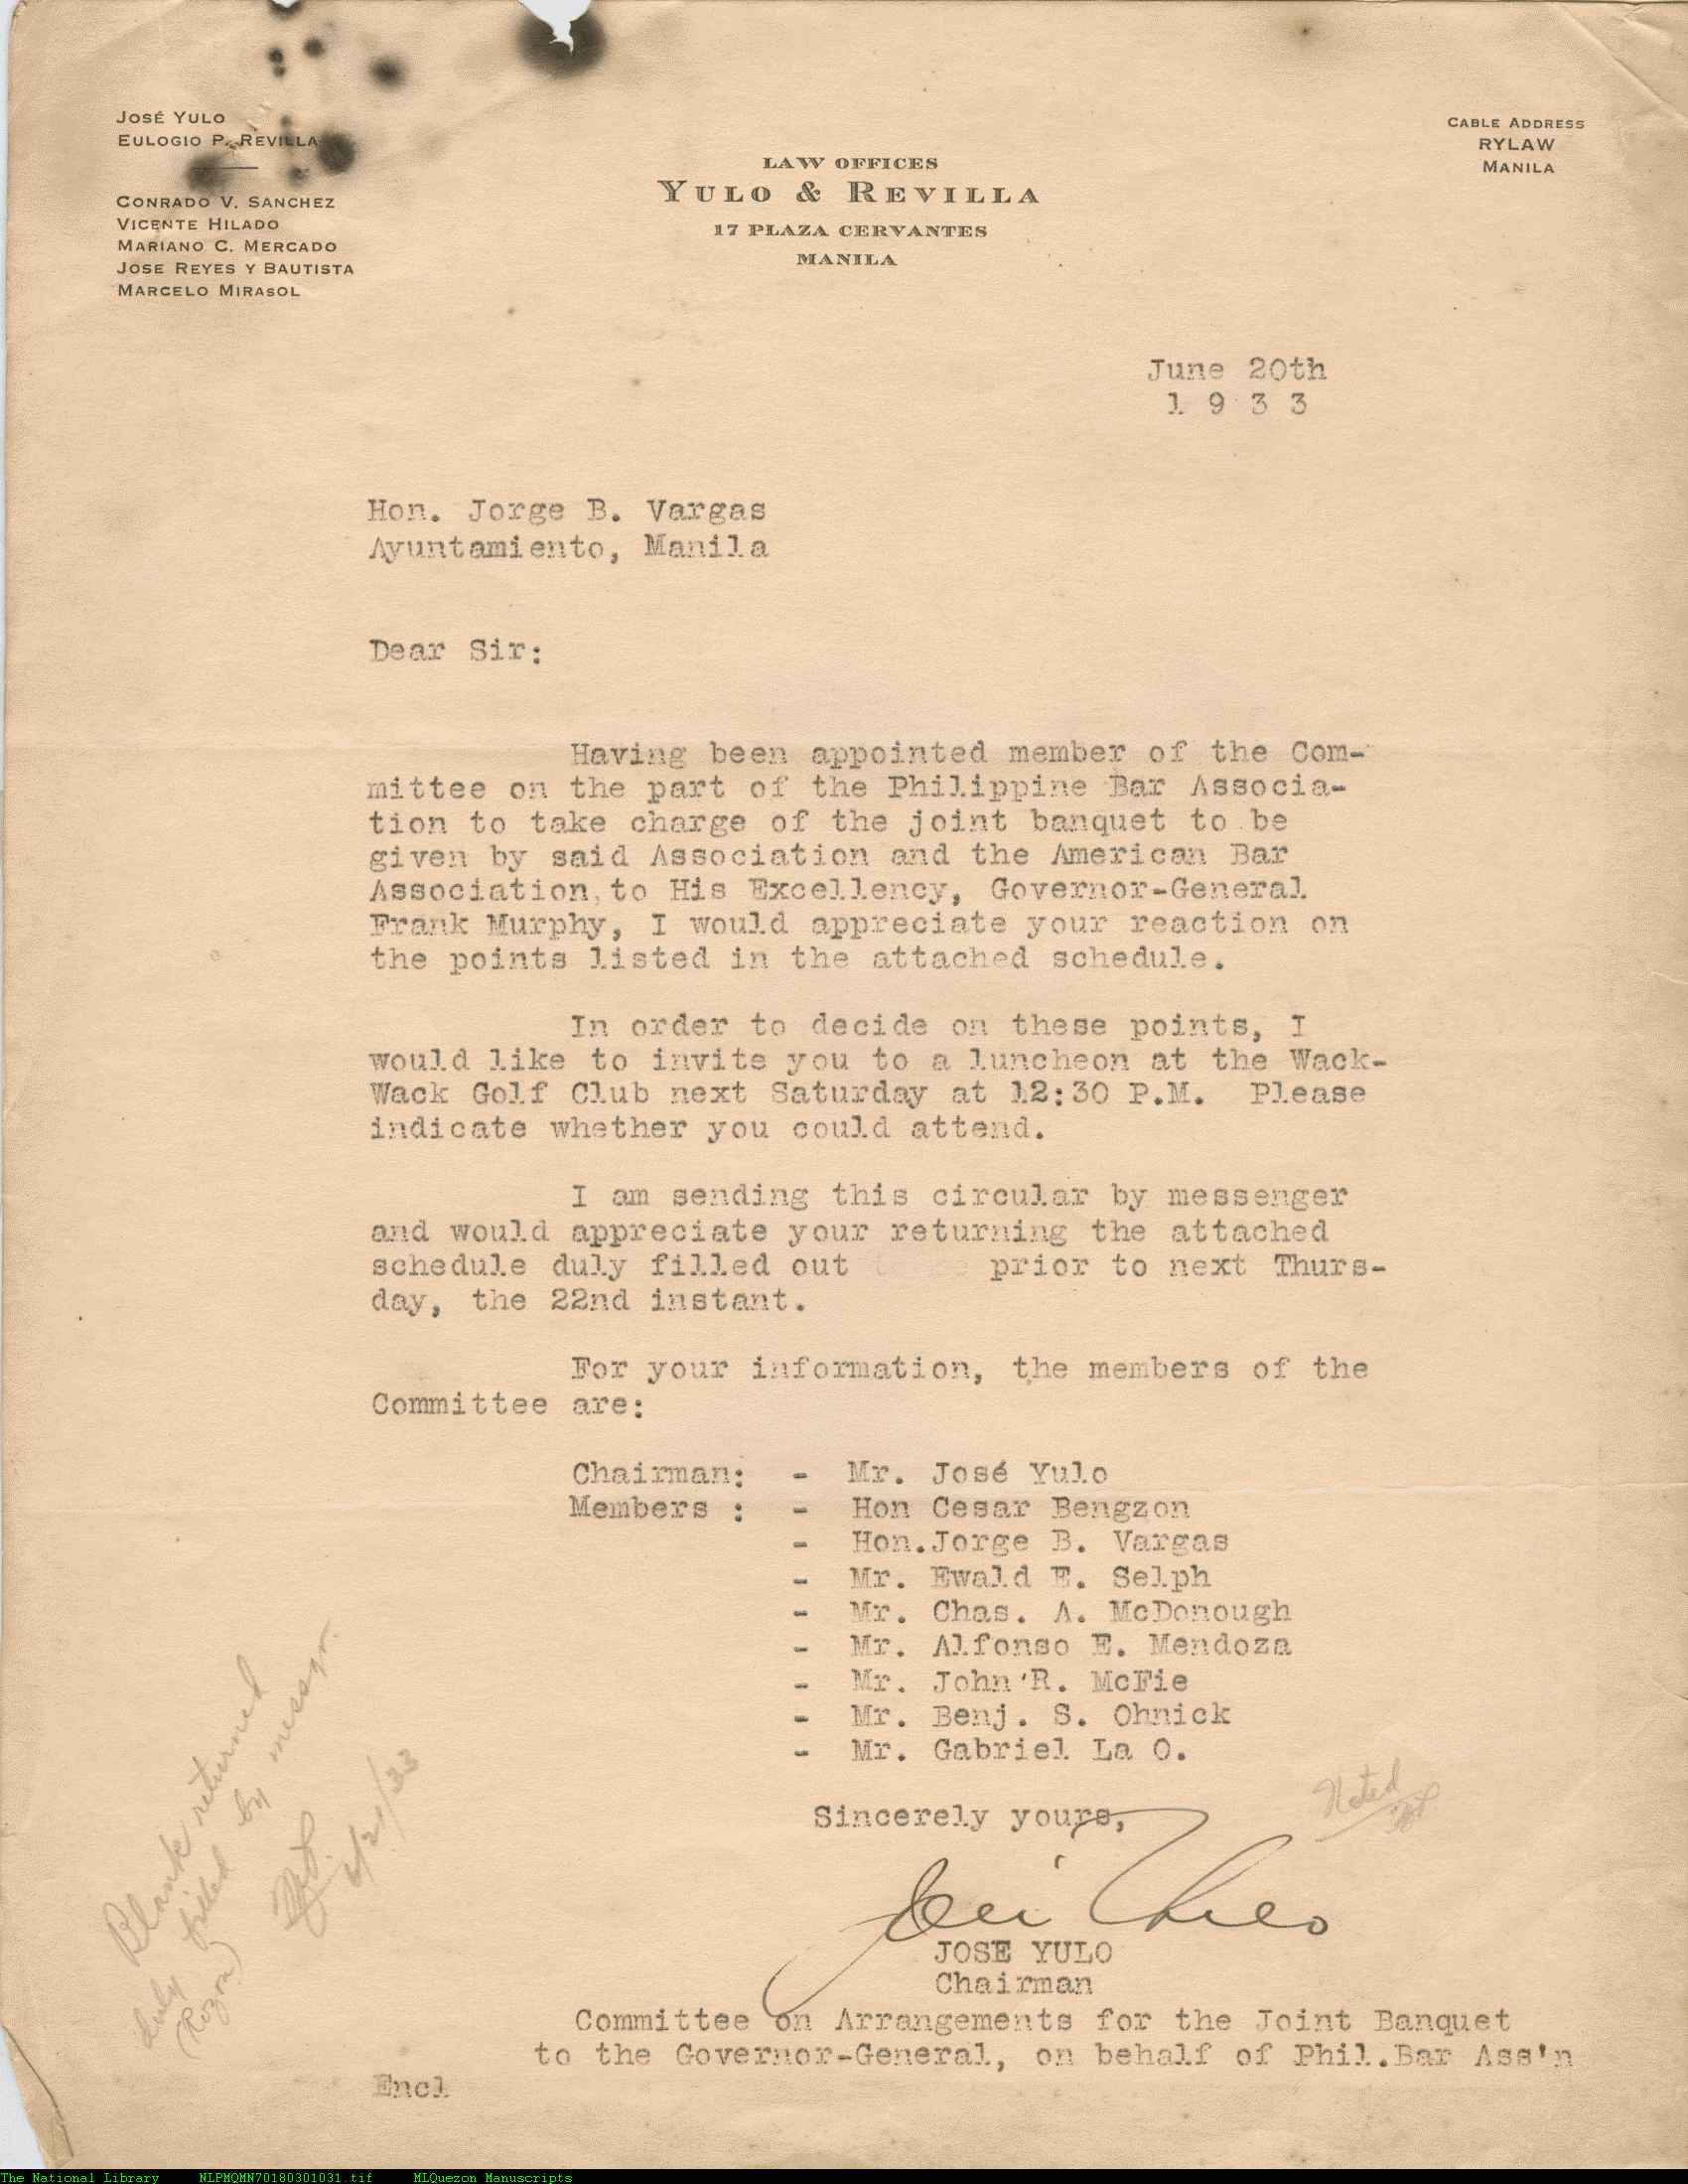 JOSÉ YULO
EULOGIO P. REVILLA
CONRADO V. SANCHEZ
VICENTE HILADO
MARIANO C. MERCADO
JOSE REYES Y BAUTISTA
MARCELO MIRASOL
LAW OFFICES
YULO & REVILLA
17 PLAZA CERVANTES
MANILA
CABLE ADDRESS
RYLAW
MANILA
June 20th
1 9 3 3
Hon. Jorge B. Vargas
Ayuntamiento, Manila
Dear Sir:
Having been appointed member of the Com-
mittee on the part of the Philippine Bar Associa-
tion to take charge of the joint banquet to be
given by said Association and the American Bar
Association, to His Excellency, Governor-General
Frank Murphy, I would appreciate your reaction on
the points listed in the attached schedule.
In order to decide on these points, I
would like to invite you to a luncheon at the Wack-
Wack Golf Club next Saturday at 12:30 P.M. Please
indicate whether you could attend.
I am sending this circular by messenger
and would appreciate your returning the attached
schedule duly filled out prior to next Thurs-
day, the 22nd instant.
For your information, the members of the
Committee are:
Chairman: - Mr. José Yulo
Members : - Hon Cesar Bengzon
- Hon.Jorge B. Vargas
- Mr. Ewald E. Selph
- Mr. Chas. A. McDonough
- Mr. Alfonso E. Mendoza
- Mr. John R. McFie
- Mr. Benj. S. Ohnick
- Mr. Gabriel La O.
Blank returned
duly filled by messgr.
(Rozon)
6/21/33
Noted
Sincerely yours,
José Yulo
JOSE YULO
Chairman
Committee on Arrangements for the Joint Banquet
to the Governor-General, on behalf of Phil.Bar Ass'n
Encl
The National Library NLPMQMN70180301031.tif MLQuezon Manuscripts